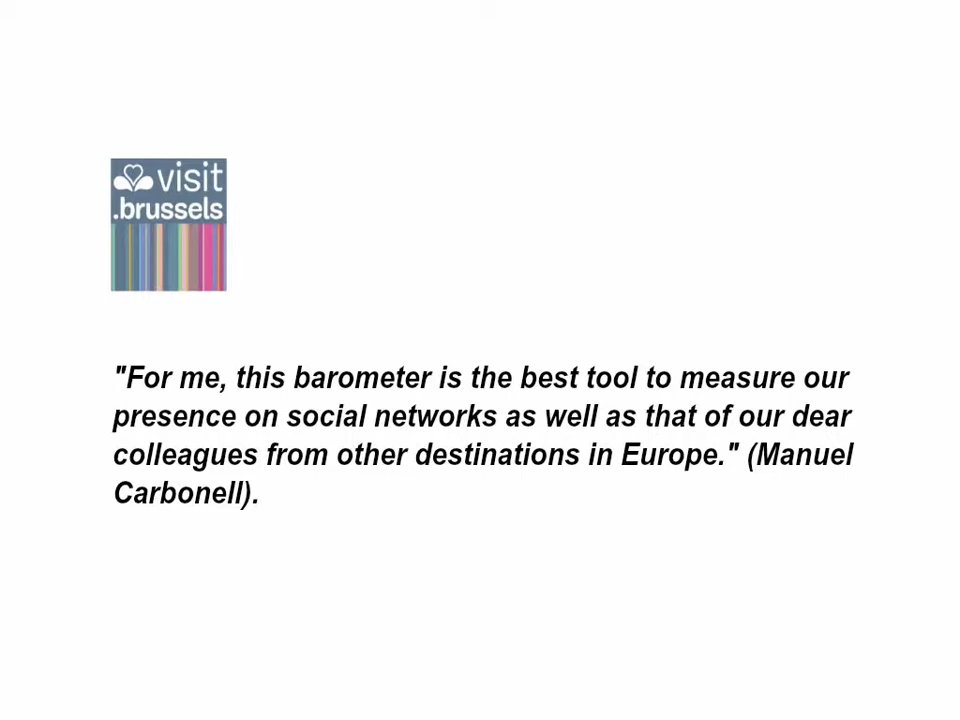 visit
.brussels
"For me, this barometer is the best tool to measure our
presence on social networks as well as that of our dear
colleagues from other destinations in Europe." (Manuel
Carbonell).